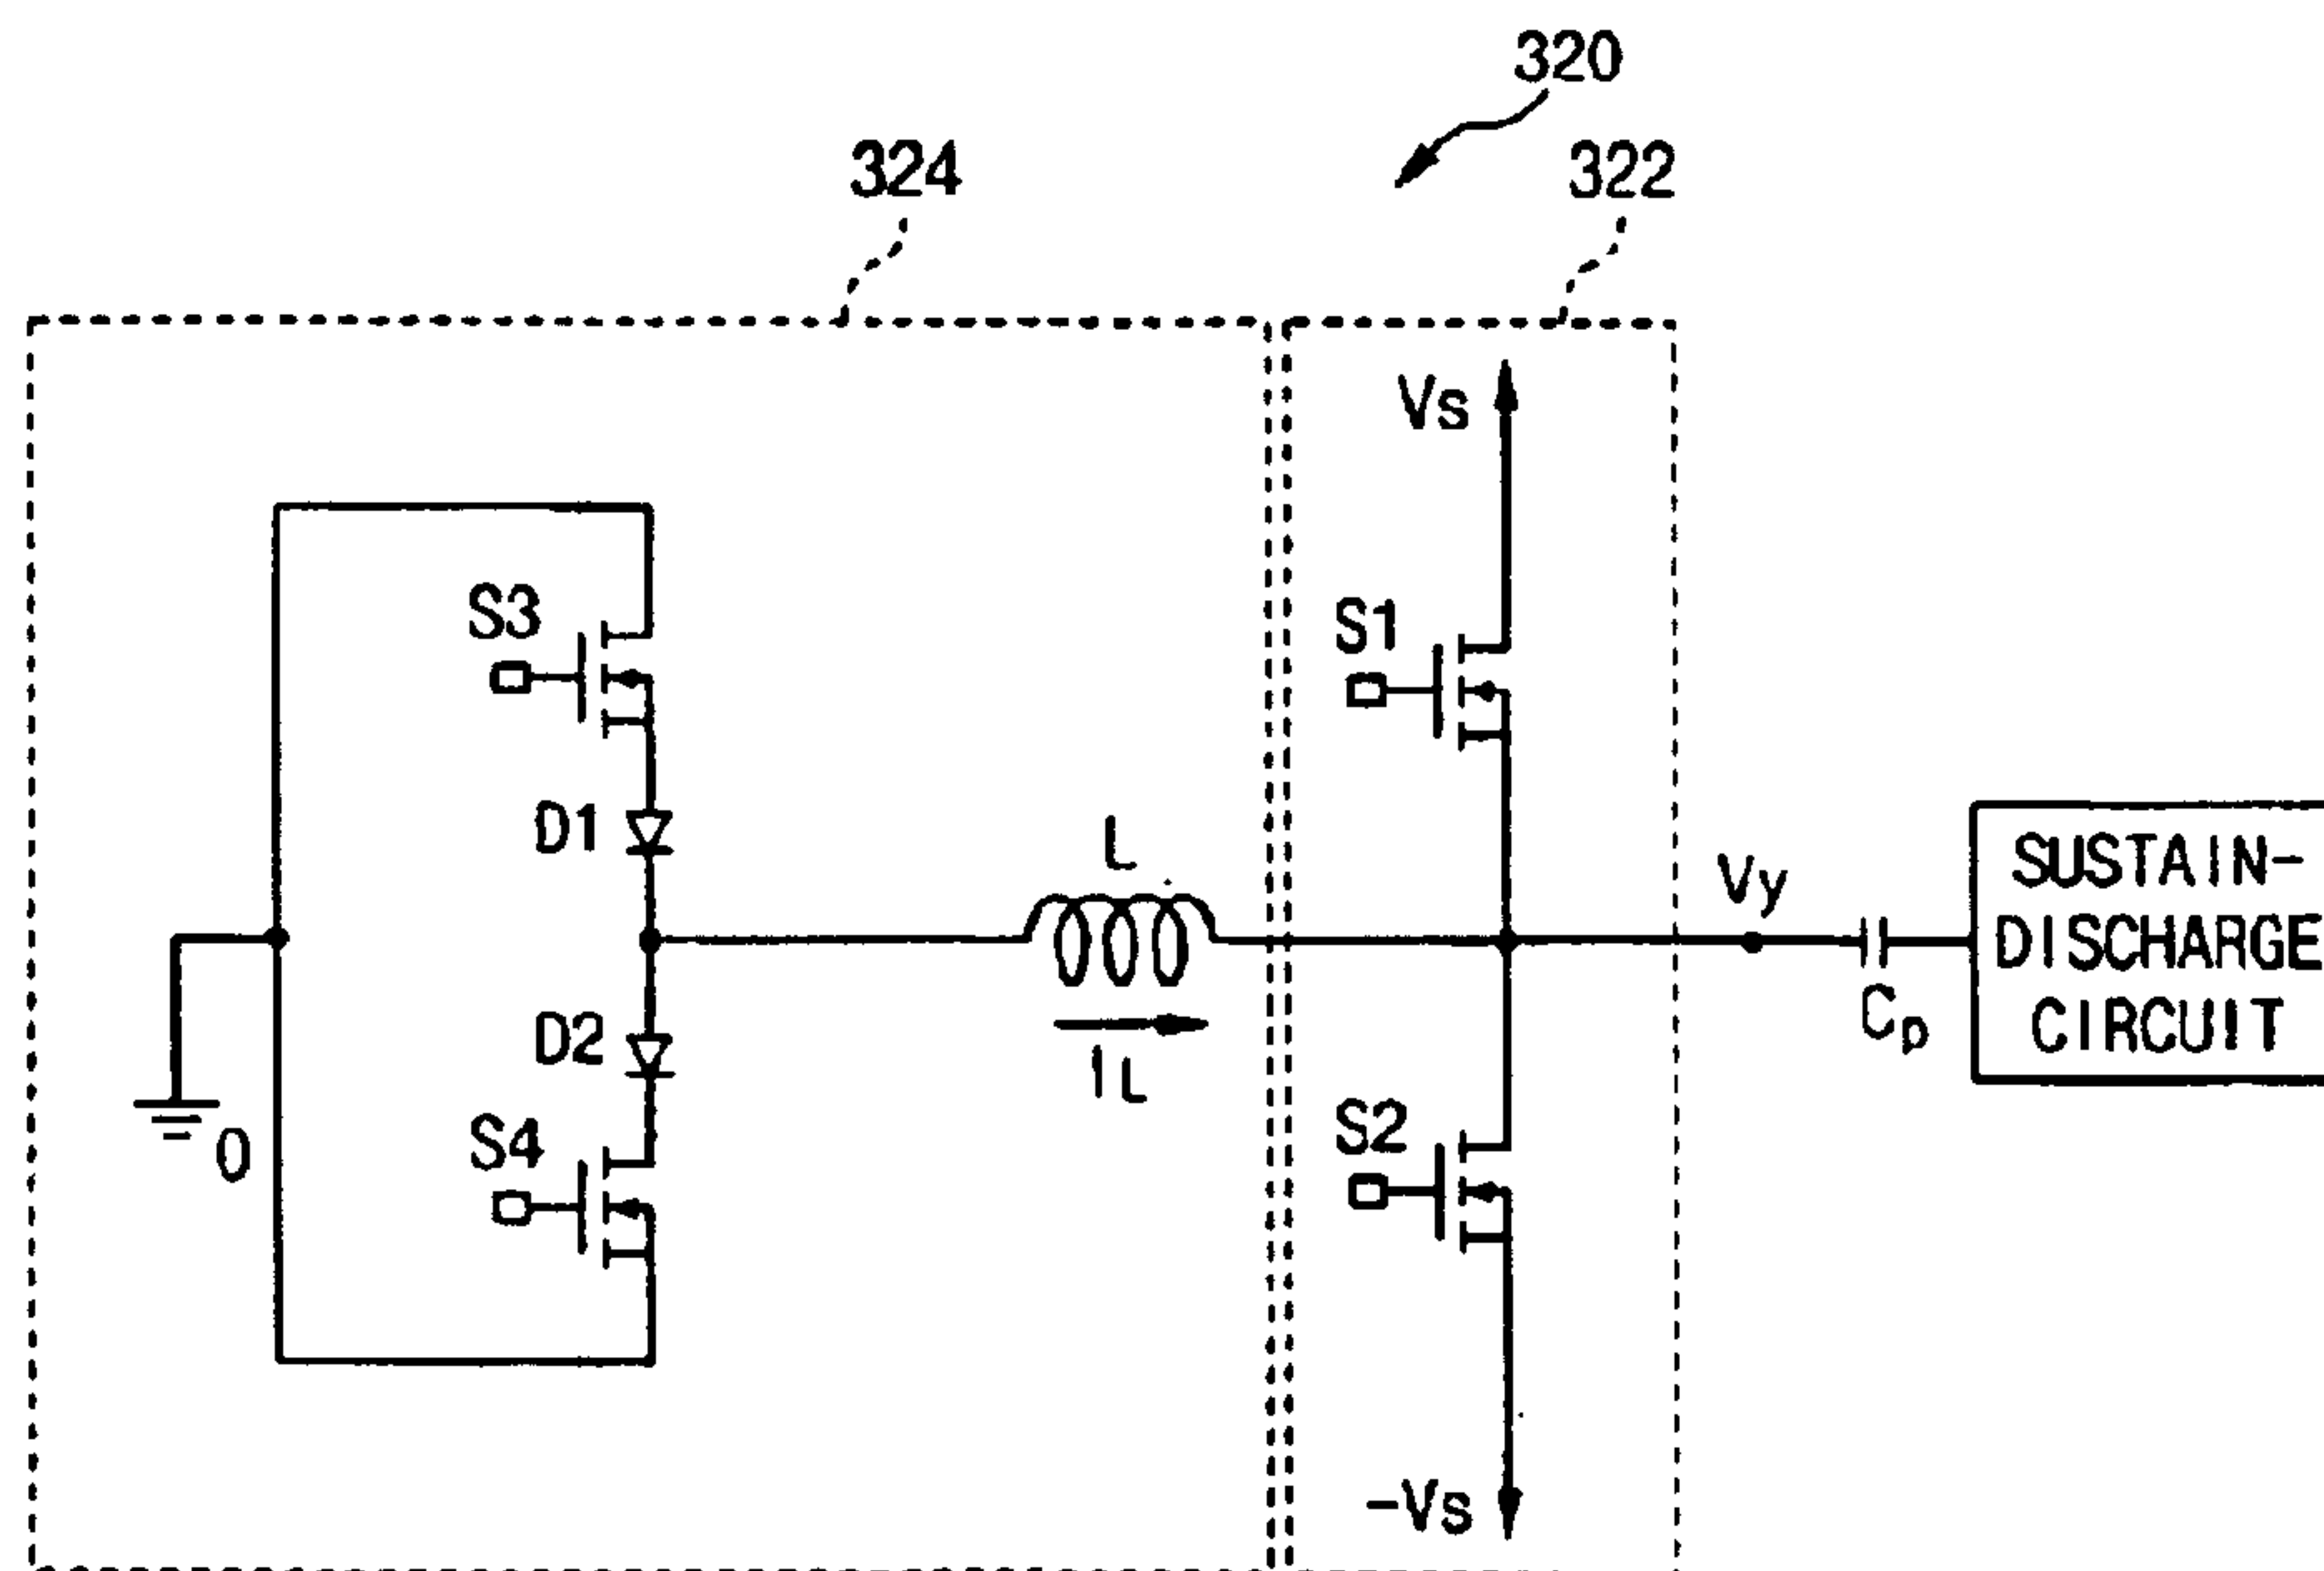 320
324
322
Vs
S3
S1
D1
L
Vy
SUSTAIN-
DISCHARGE
CIRCUIT
Cp
D2
IL
S4
S2
0
-Vs